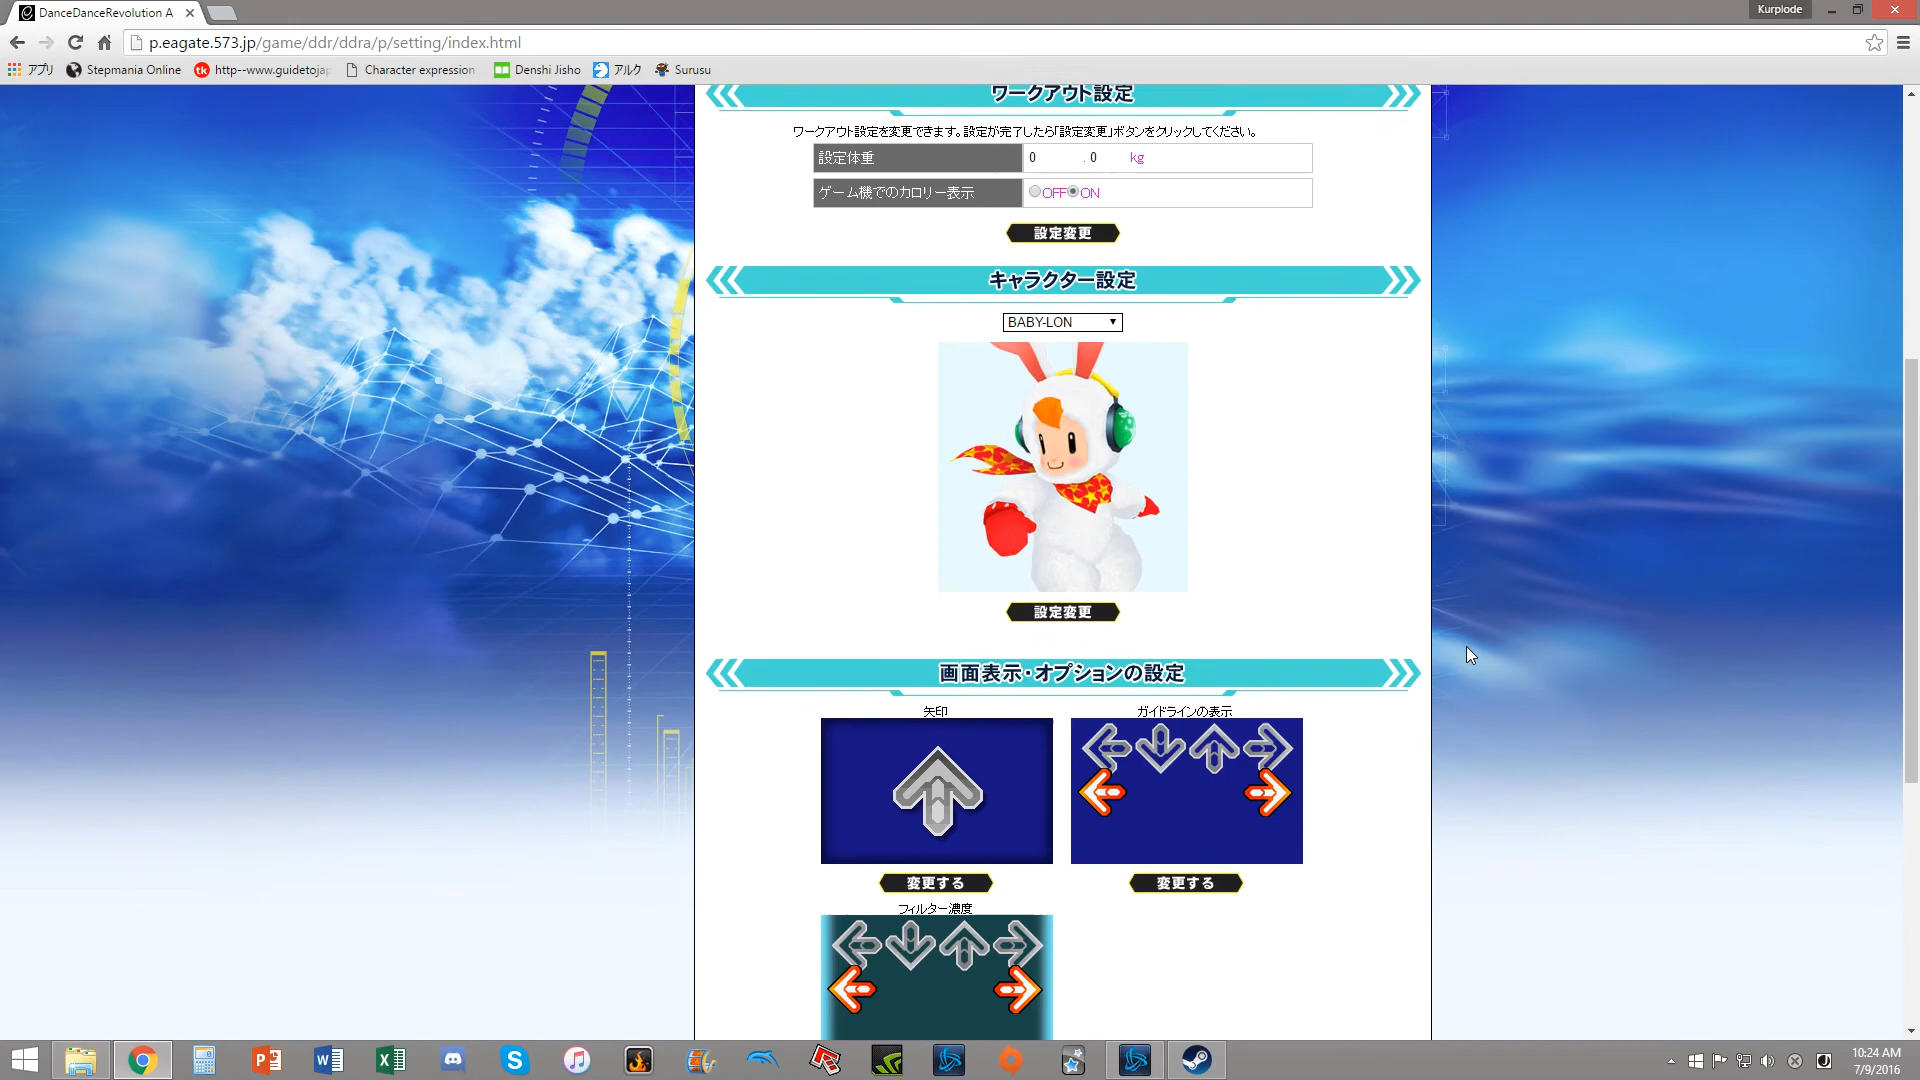 DanceDanceRevolution A
Kurplode
p.eagate.573.jp/game/ddr/ddra/p/setting/index.html
アプリ Stepmania Online http--www.guidetojap Character expression Denshi Jisho アルク Surusu
ワークアウト設定
ワークアウト設定を変更できます。設定が完了したら「設定変更」ボタンをクリックしてください。
設定体重 0 . 0 kg
ゲーム機でのカロリー表示 OFF ON
設定変更
キャラクター設定
BABY-LON
設定変更
画面表示・オプションの設定
矢印 ガイドラインの表示
変更する 変更する
フィルター濃度
10:24 AM
7/9/2016